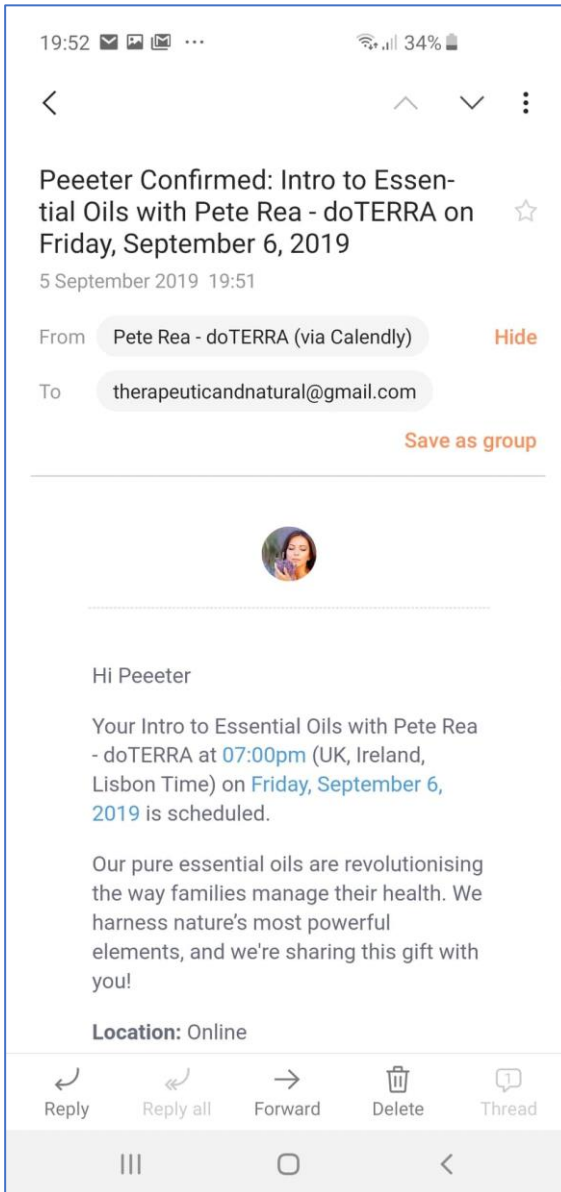 19:52 ... 34%
Peeeter Confirmed: Intro to Essen-
tial Oils with Pete Rea - doTERRA on
Friday, September 6, 2019
5 September 2019 19:51
From Pete Rea - doTERRA (via Calendly) Hide
To therapeuticandnatural@gmail.com
Save as group
Hi Peeeter
Your Intro to Essential Oils with Pete Rea
- doTERRA at 07:00pm (UK, Ireland,
Lisbon Time) on Friday, September 6,
2019 is scheduled.
Our pure essential oils are revolutionising
the way families manage their health. We
harness nature’s most powerful
elements, and we're sharing this gift with
you!
Location: Online
Reply Reply all Forward Delete 1 Thread